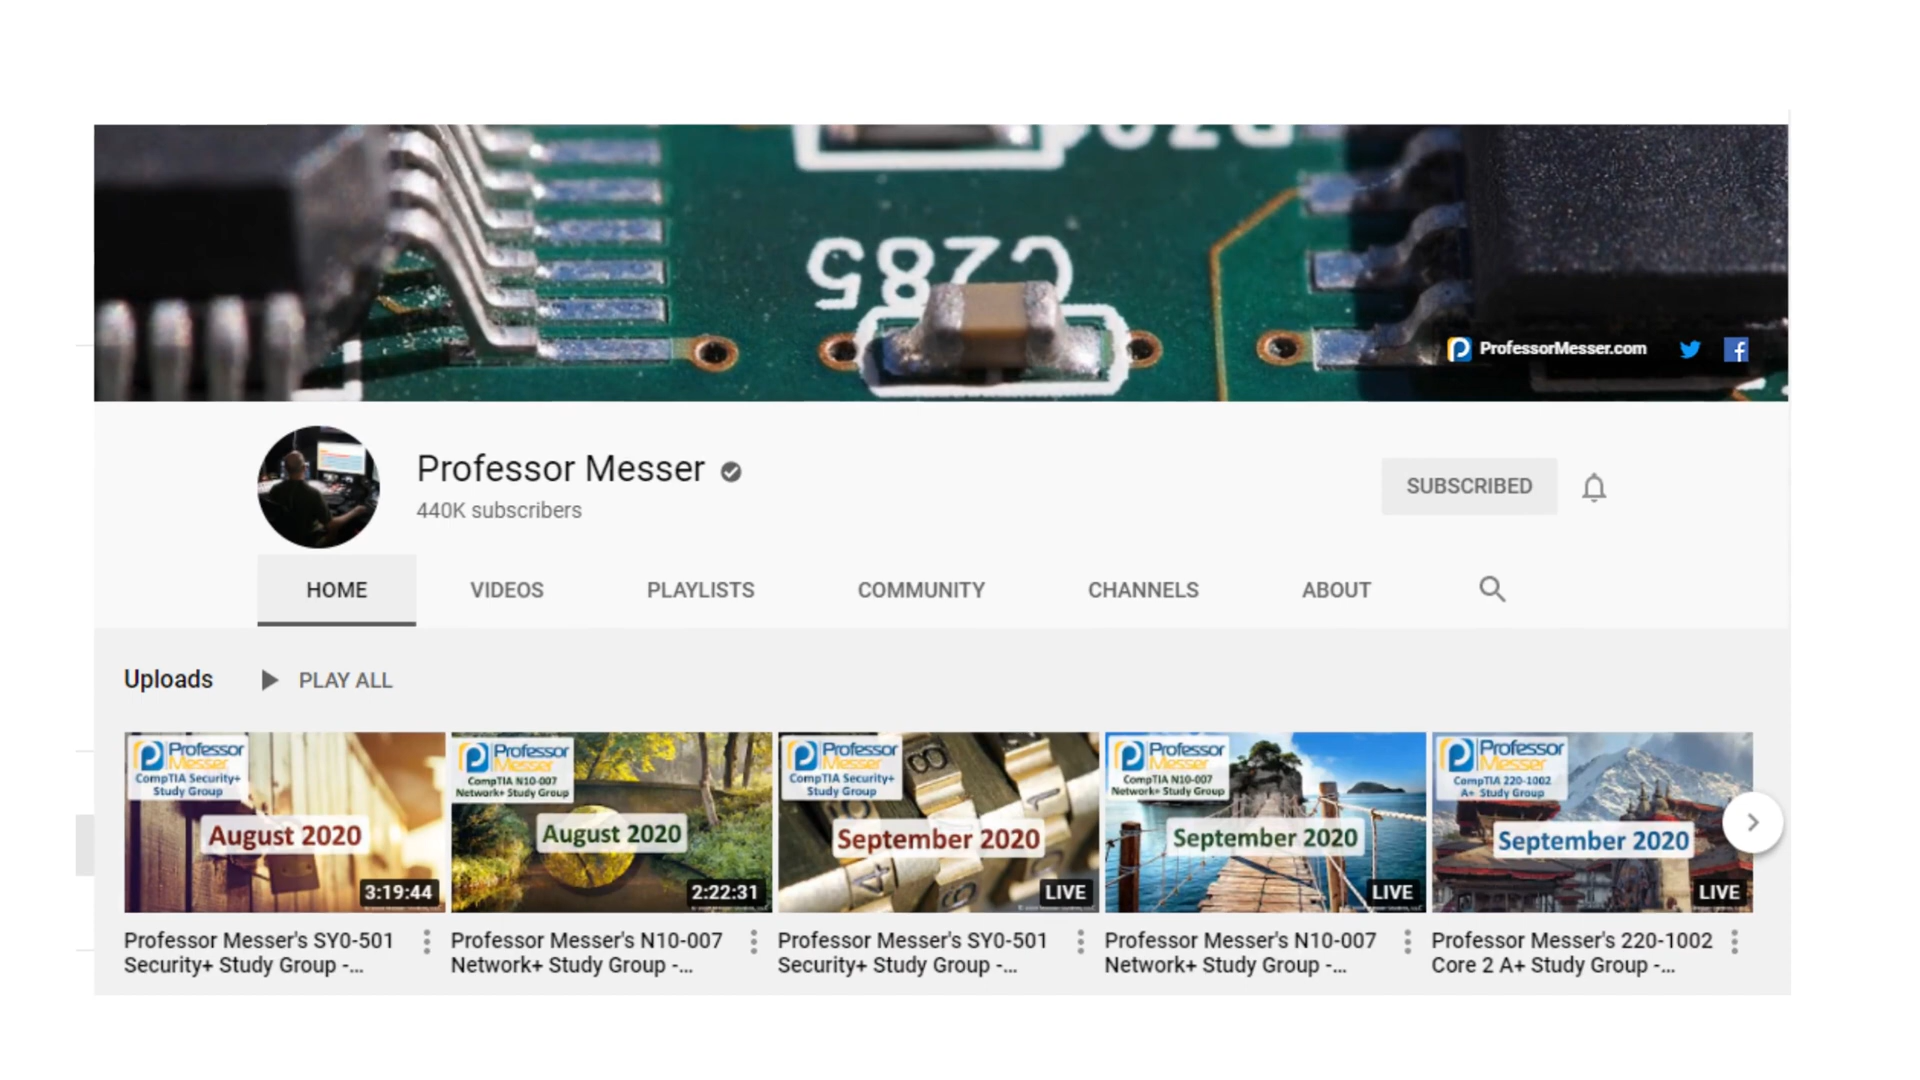 C285
ProfessorMesser.com
Professor Messer
440K subscribers
SUBSCRIBED
HOME
VIDEOS
PLAYLISTS
COMMUNITY
CHANNELS
ABOUT
Uploads
PLAY ALL
Professor
Messer
CompTIA Security+
Study Group
August 2020
3:19:44
Professor
Messer
CompTIA N10-007
Network+ Study Group
August 2020
2:22:31
Professor
Messer
CompTIA Security+
Study Group
September 2020
LIVE
Professor
Messer
CompTIA N10-007
Network+ Study Group
September 2020
LIVE
Professor
Messer
CompTIA 220-1002
A+ Study Group
September 2020
LIVE
Professor Messer's SY0-501
Security+ Study Group -...
Professor Messer's N10-007
Network+ Study Group -...
Professor Messer's SY0-501
Security+ Study Group -...
Professor Messer's N10-007
Network+ Study Group -...
Professor Messer's 220-1002
Core 2 A+ Study Group -...